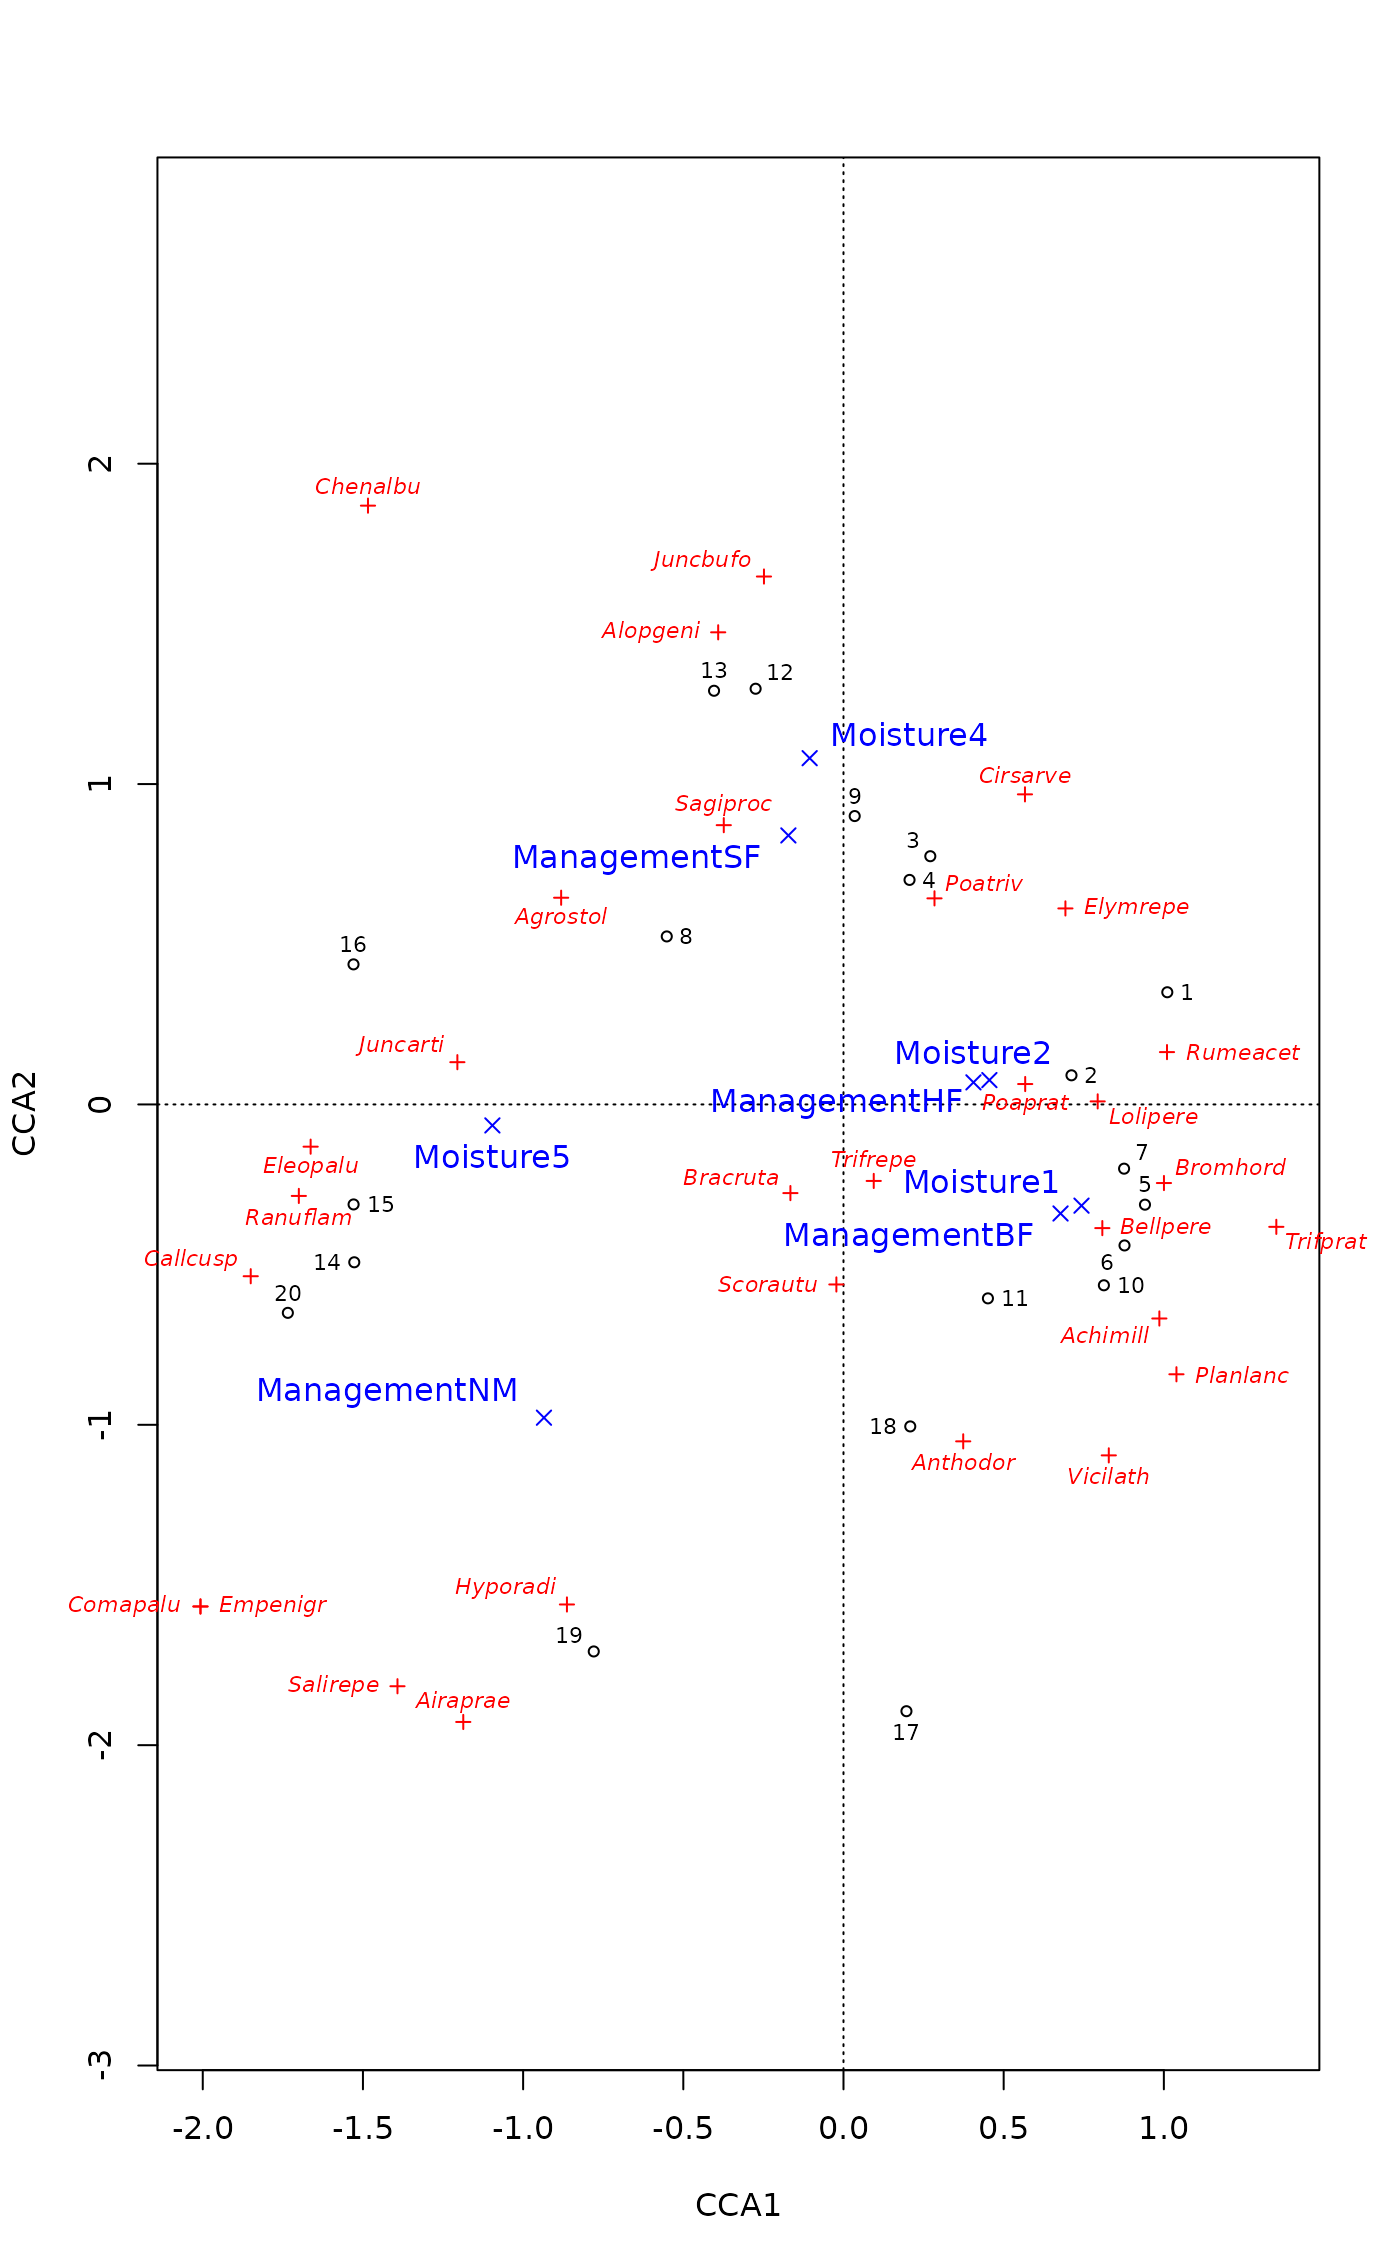 Chenalbu
Juncbufo
Alopgeni
13
12
Moisture4
Cirsarve
9
Sagiproc
3
ManagementSF
4
Poatriv
Elymrepe
Agrostol
8
16
1
Juncarti
Moisture2
Rumeacet
2
ManagementHF
Poaprat
Lolipere
7
Moisture5
Trifrepe
Eleopalu
Bromhord
Bracruta
Moisture1
5
15
Ranuflam
Bellpere
ManagementBF
Trifprat
Callcusp
14
6
Scorautu
10
20
11
Achimill
Planlanc
ManagementNM
18
Anthodor
Vicilath
Hyporadi
Comapalu
Empenigr
19
Salirepe
Airaprae
17
2
1
0
-1
-2
-3
CCA2
-2.0 -1.5 -1.0 -0.5 0.0 0.5 1.0
CCA1